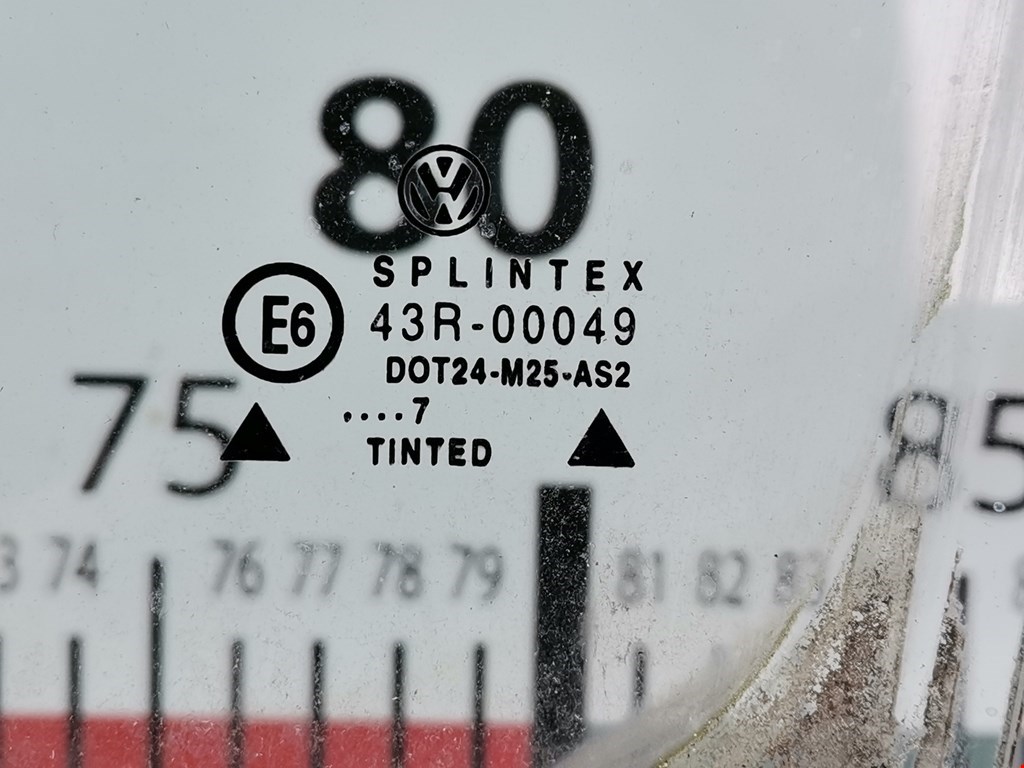 80
SPLINTEX
E6 43R-00049
DOT24-M25-AS2
....7
TINTED
75 85
74 76 77 78 79 81 82 83